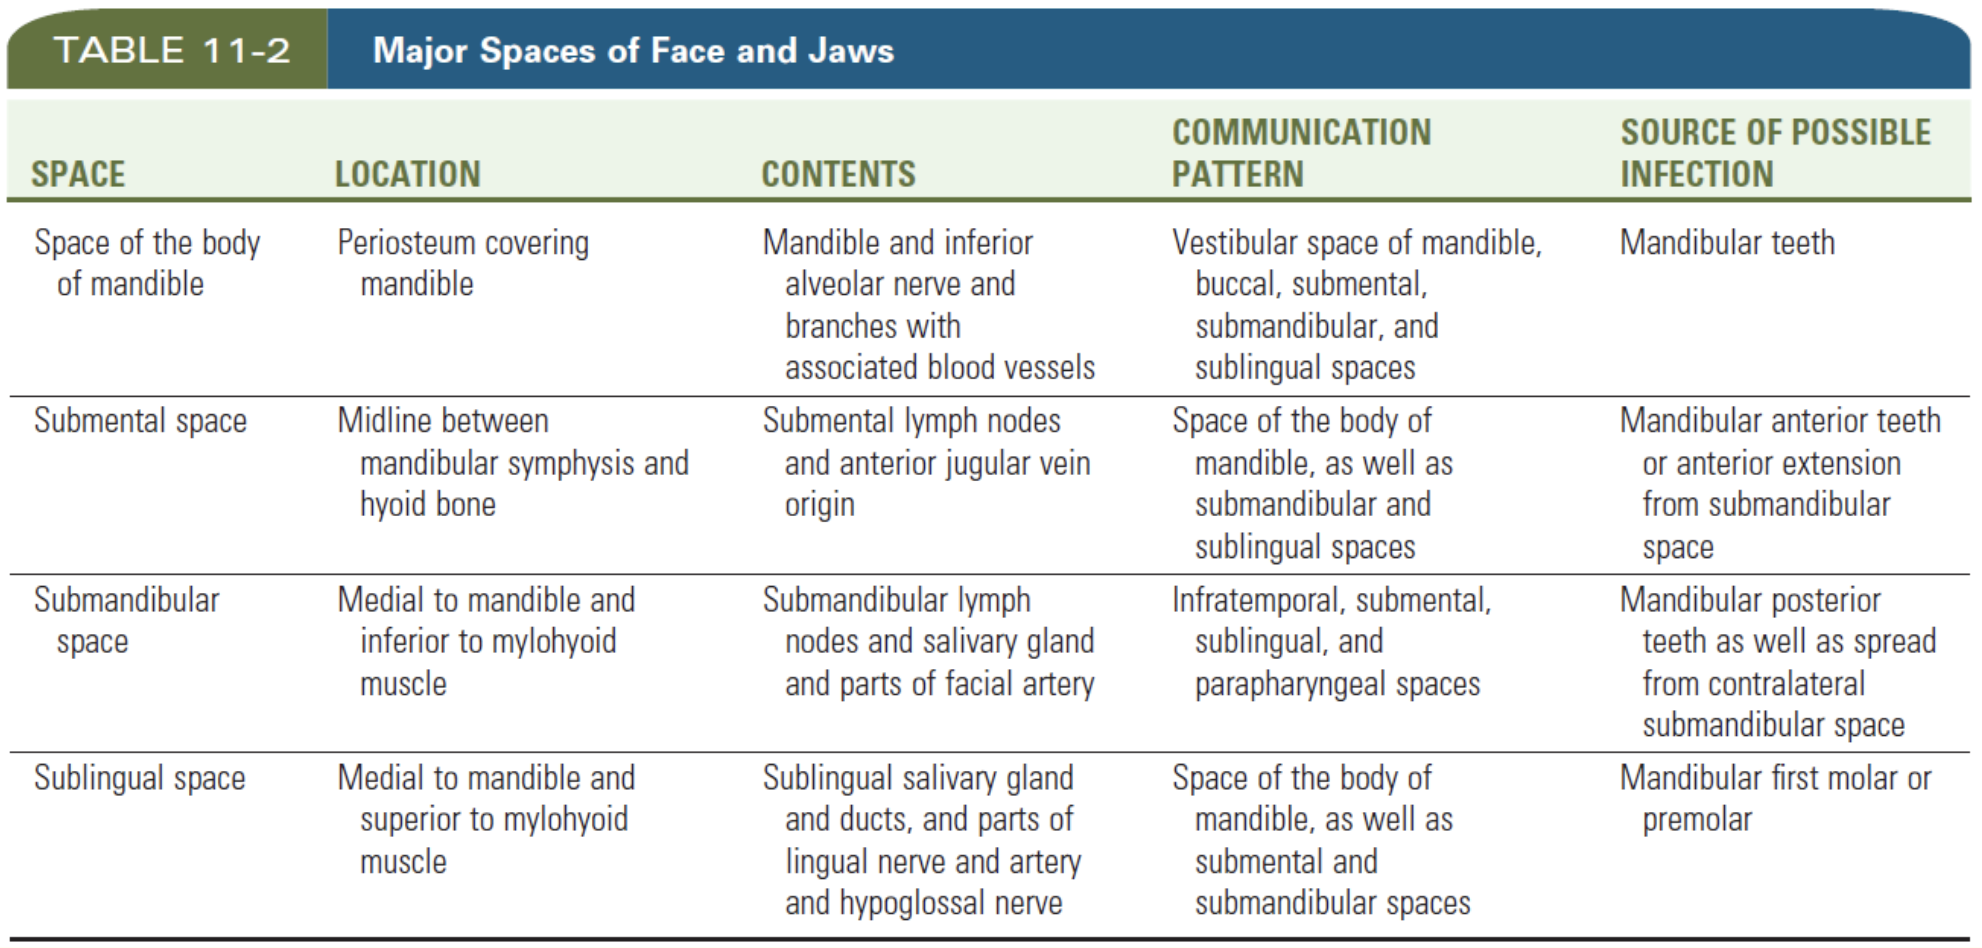 TABLE 11-2 Major Spaces of Face and Jaws
SPACE LOCATION CONTENTS COMMUNICATION PATTERN SOURCE OF POSSIBLE INFECTION
Space of the body
of mandible
Periosteum covering
mandible
Mandible and inferior
alveolar nerve and
branches with
associated blood vessels
Vestibular space of mandible,
buccal, submental,
submandibular, and
sublingual spaces
Mandibular teeth
Submental space
Midline between
mandibular symphysis and
hyoid bone
Submental lymph nodes
and anterior jugular vein
origin
Space of the body of
mandible, as well as
submandibular and
sublingual spaces
Mandibular anterior teeth
or anterior extension
from submandibular
space
Submandibular
space
Medial to mandible and
inferior to mylohyoid
muscle
Submandibular lymph
nodes and salivary gland
and parts of facial artery
Infratemporal, submental,
sublingual, and
parapharyngeal spaces
Mandibular posterior
teeth as well as spread
from contralateral
submandibular space
Sublingual space
Medial to mandible and
superior to mylohyoid
muscle
Sublingual salivary gland
and ducts, and parts of
lingual nerve and artery
and hypoglossal nerve
Space of the body of
mandible, as well as
submental and
submandibular spaces
Mandibular first molar or
premolar